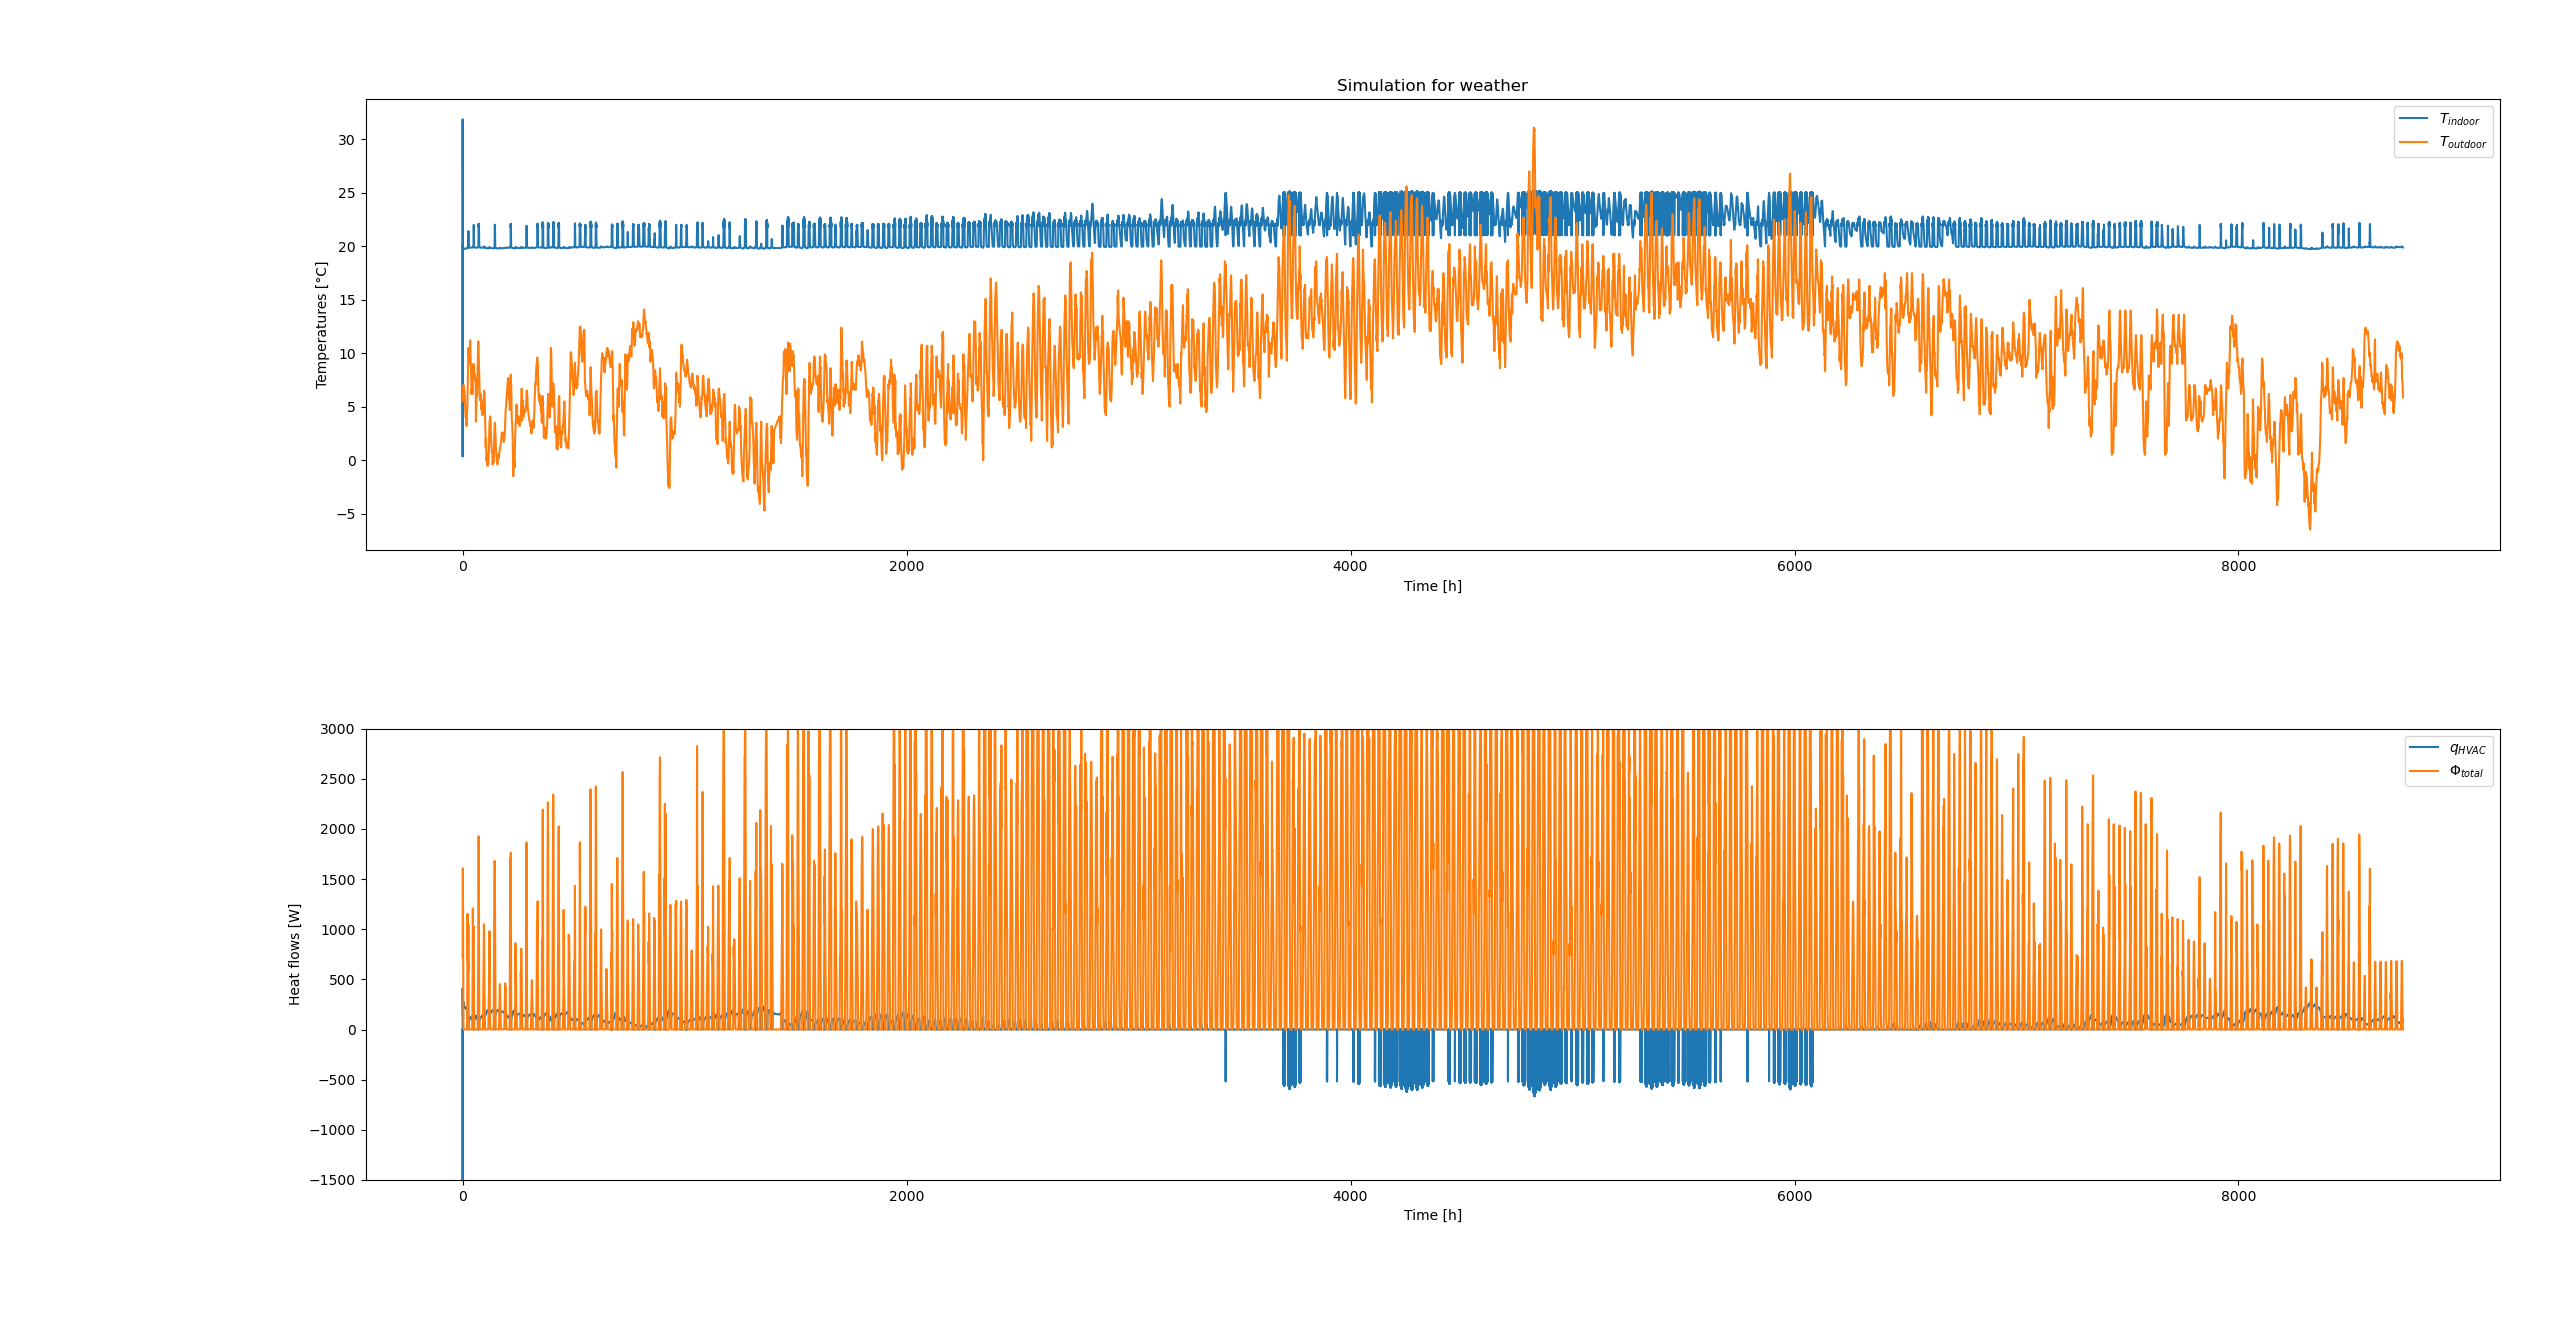 Simulation for weather
T_indoor
T_outdoor
Temperatures [°C]
30
25
20
15
10
5
0
−5
0 2000 4000 6000 8000
Time [h]
q_HVAC
Φ_total
Heat flows [W]
3000
2500
2000
1500
1000
500
0
−500
−1000
−1500
0 2000 4000 6000 8000
Time [h]